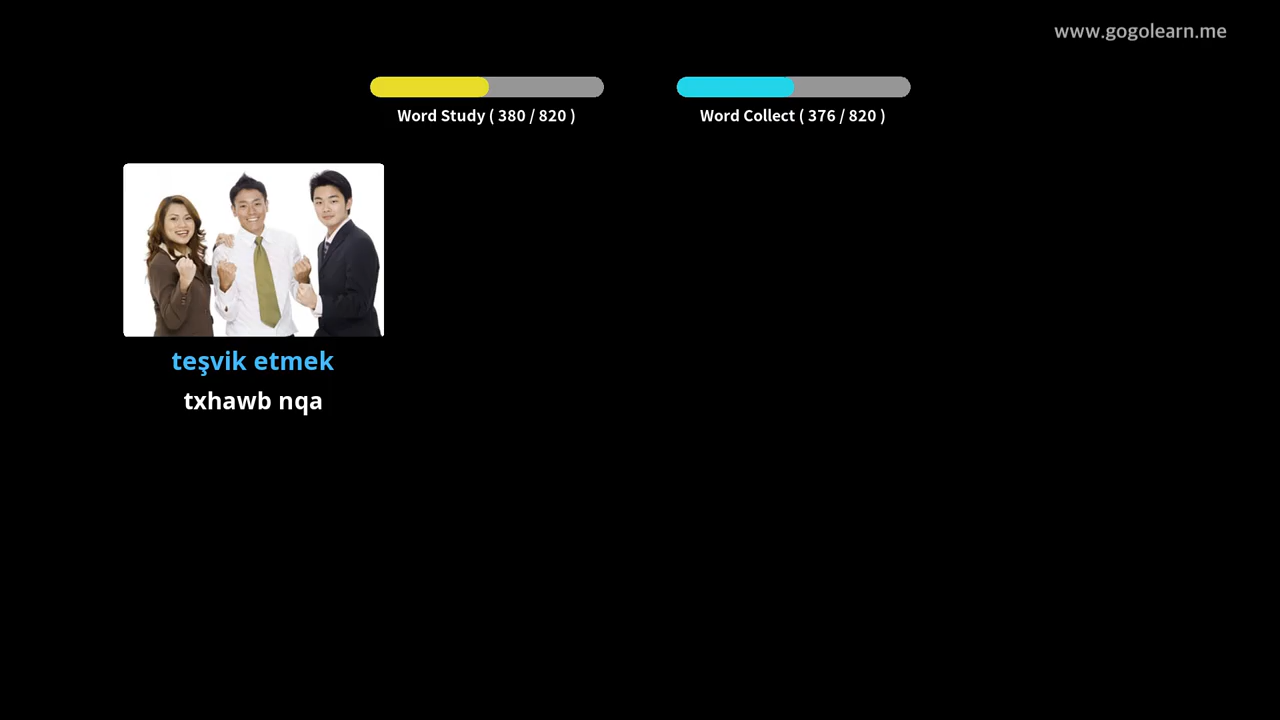 www.gogolearn.me
Word Study ( 380 / 820 )
Word Collect ( 376 / 820 )
teşvik etmek
txhawb nqa